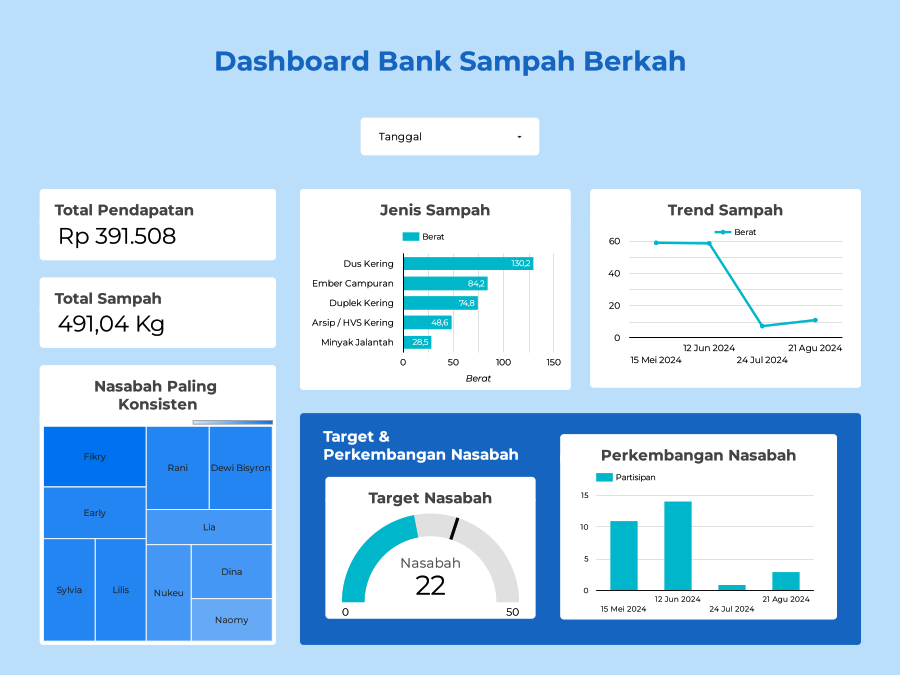 Dashboard Bank Sampah Berkah
Tanggal
Total Pendapatan
Rp 391.508
Total Sampah
491,04 Kg
Nasabah Paling
Konsisten
Fikry
Early
Sylvia
Lilis
Rani
Dewi Bisyron
Lia
Nukeu
Dina
Naomy
Jenis Sampah
Berat
Dus Kering
130,2
Ember Campuran
84,2
Duplek Kering
74,8
Arsip / HVS Kering
48,6
Minyak Jalantah
28,5
0 50 100 150
Berat
Trend Sampah
Berat
60
40
20
0
12 Jun 2024 21 Agu 2024
15 Mei 2024 24 Jul 2024
Target &
Perkembangan Nasabah
Target Nasabah
Nasabah
22
0 50
Perkembangan Nasabah
Partisipan
15
10
5
0
12 Jun 2024 21 Agu 2024
15 Mei 2024 24 Jul 2024